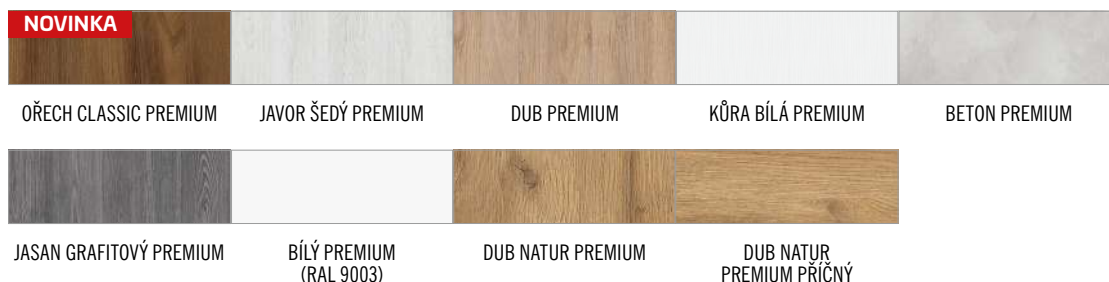 NOVINKA
OŘECH CLASSIC PREMIUM
JAVOR ŠEDÝ PREMIUM
DUB PREMIUM
KŮRA BÍLÁ PREMIUM
BETON PREMIUM
JASAN GRAFITOVÝ PREMIUM
BÍLÝ PREMIUM
(RAL 9003)
DUB NATUR PREMIUM
DUB NATUR
PREMIUM PŘÍČNÝ